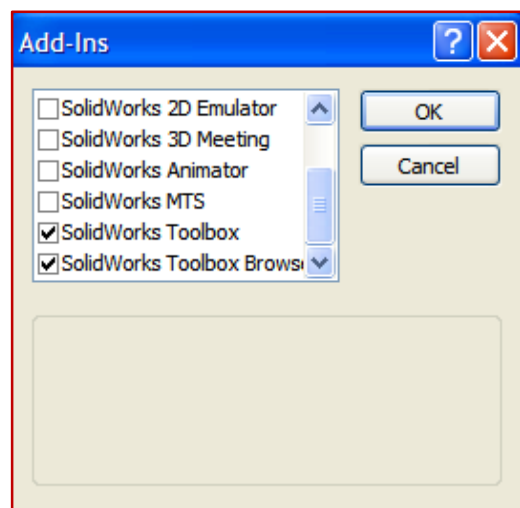 Add-Ins
SolidWorks 2D Emulator
SolidWorks 3D Meeting
SolidWorks Animator
SolidWorks MTS
SolidWorks Toolbox
SolidWorks Toolbox Brows
OK
Cancel